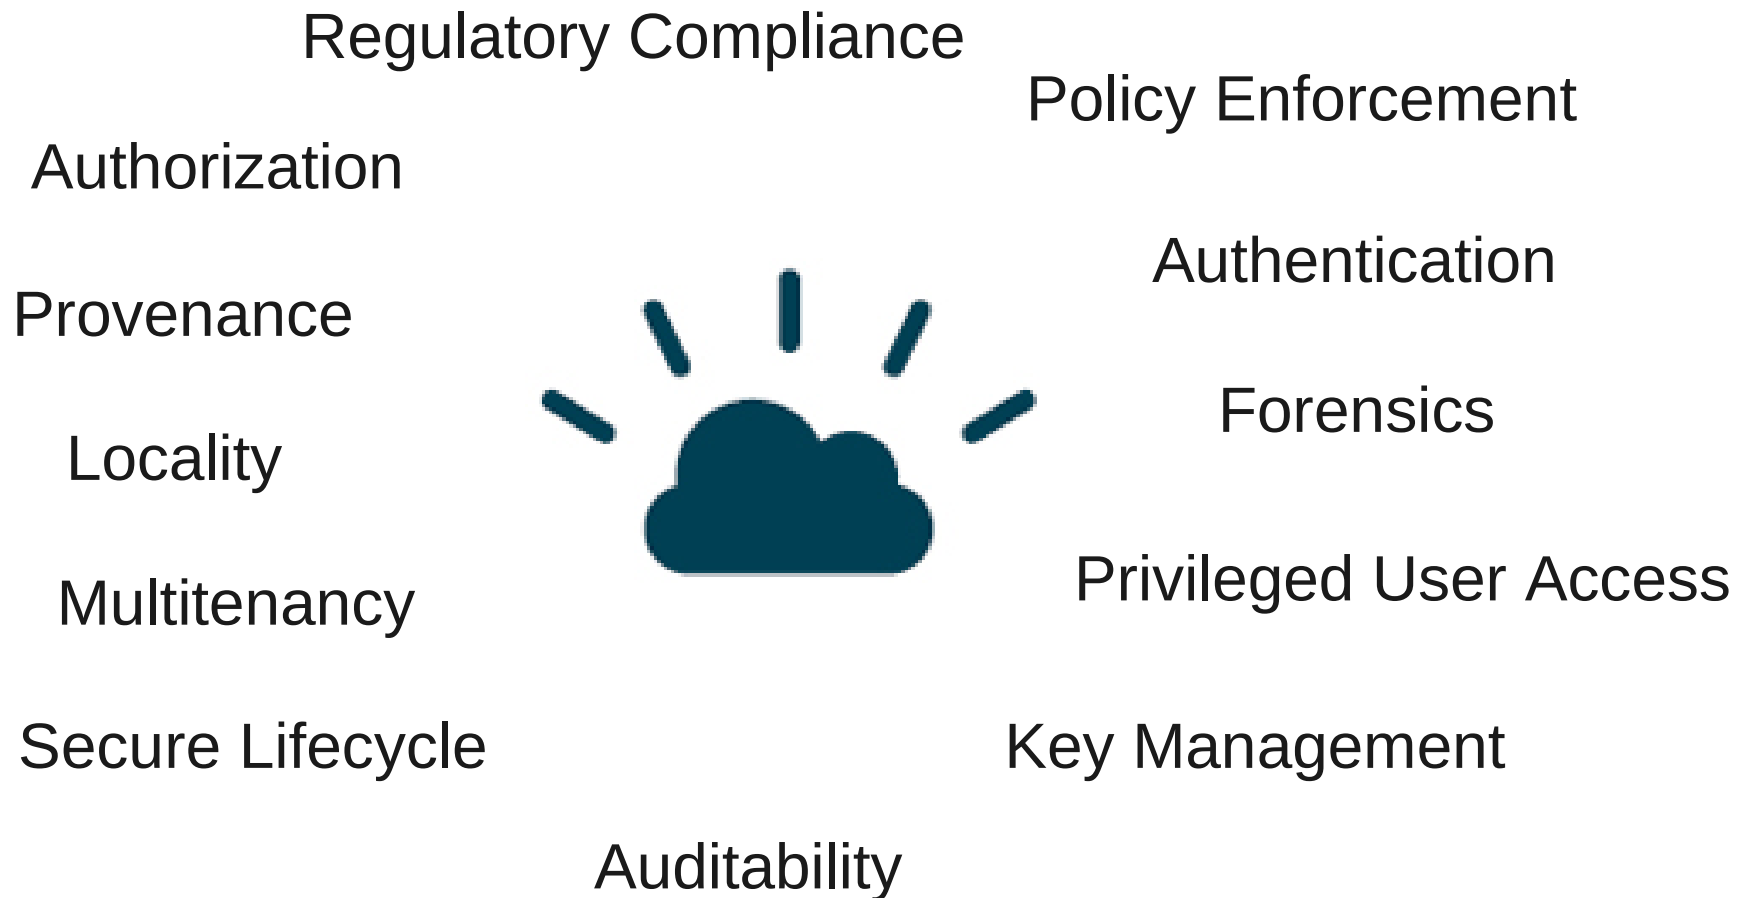 Regulatory Compliance
Policy Enforcement
Authorization
Authentication
Provenance
Forensics
Locality
Privileged User Access
Multitenancy
Secure Lifecycle
Key Management
Auditability